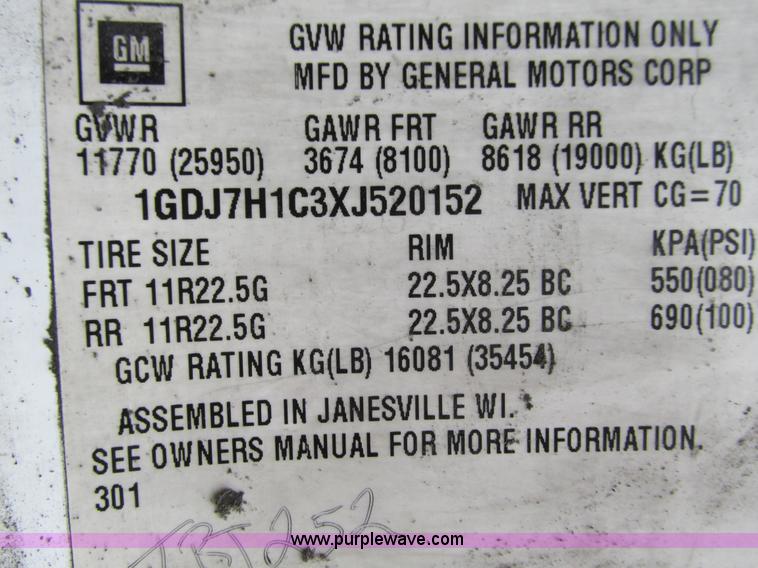 GM
GVW RATING INFORMATION ONLY
MFD BY GENERAL MOTORS CORP
GVWR GAWR FRT GAWR RR
11770 (25950) 3674 (8100) 8618 (19000) KG(LB)
1GDJ7H1C3XJ520152 MAX VERT CG=70
TIRE SIZE RIM KPA(PSI)
FRT 11R22.5G 22.5X8.25 BC 550(080)
RR 11R22.5G 22.5X8.25 BC 690(100)
GCW RATING KG(LB) 16081 (35454)
ASSEMBLED IN JANESVILLE WI.
SEE OWNERS MANUAL FOR MORE INFORMATION.
301
252
www.purplewave.com